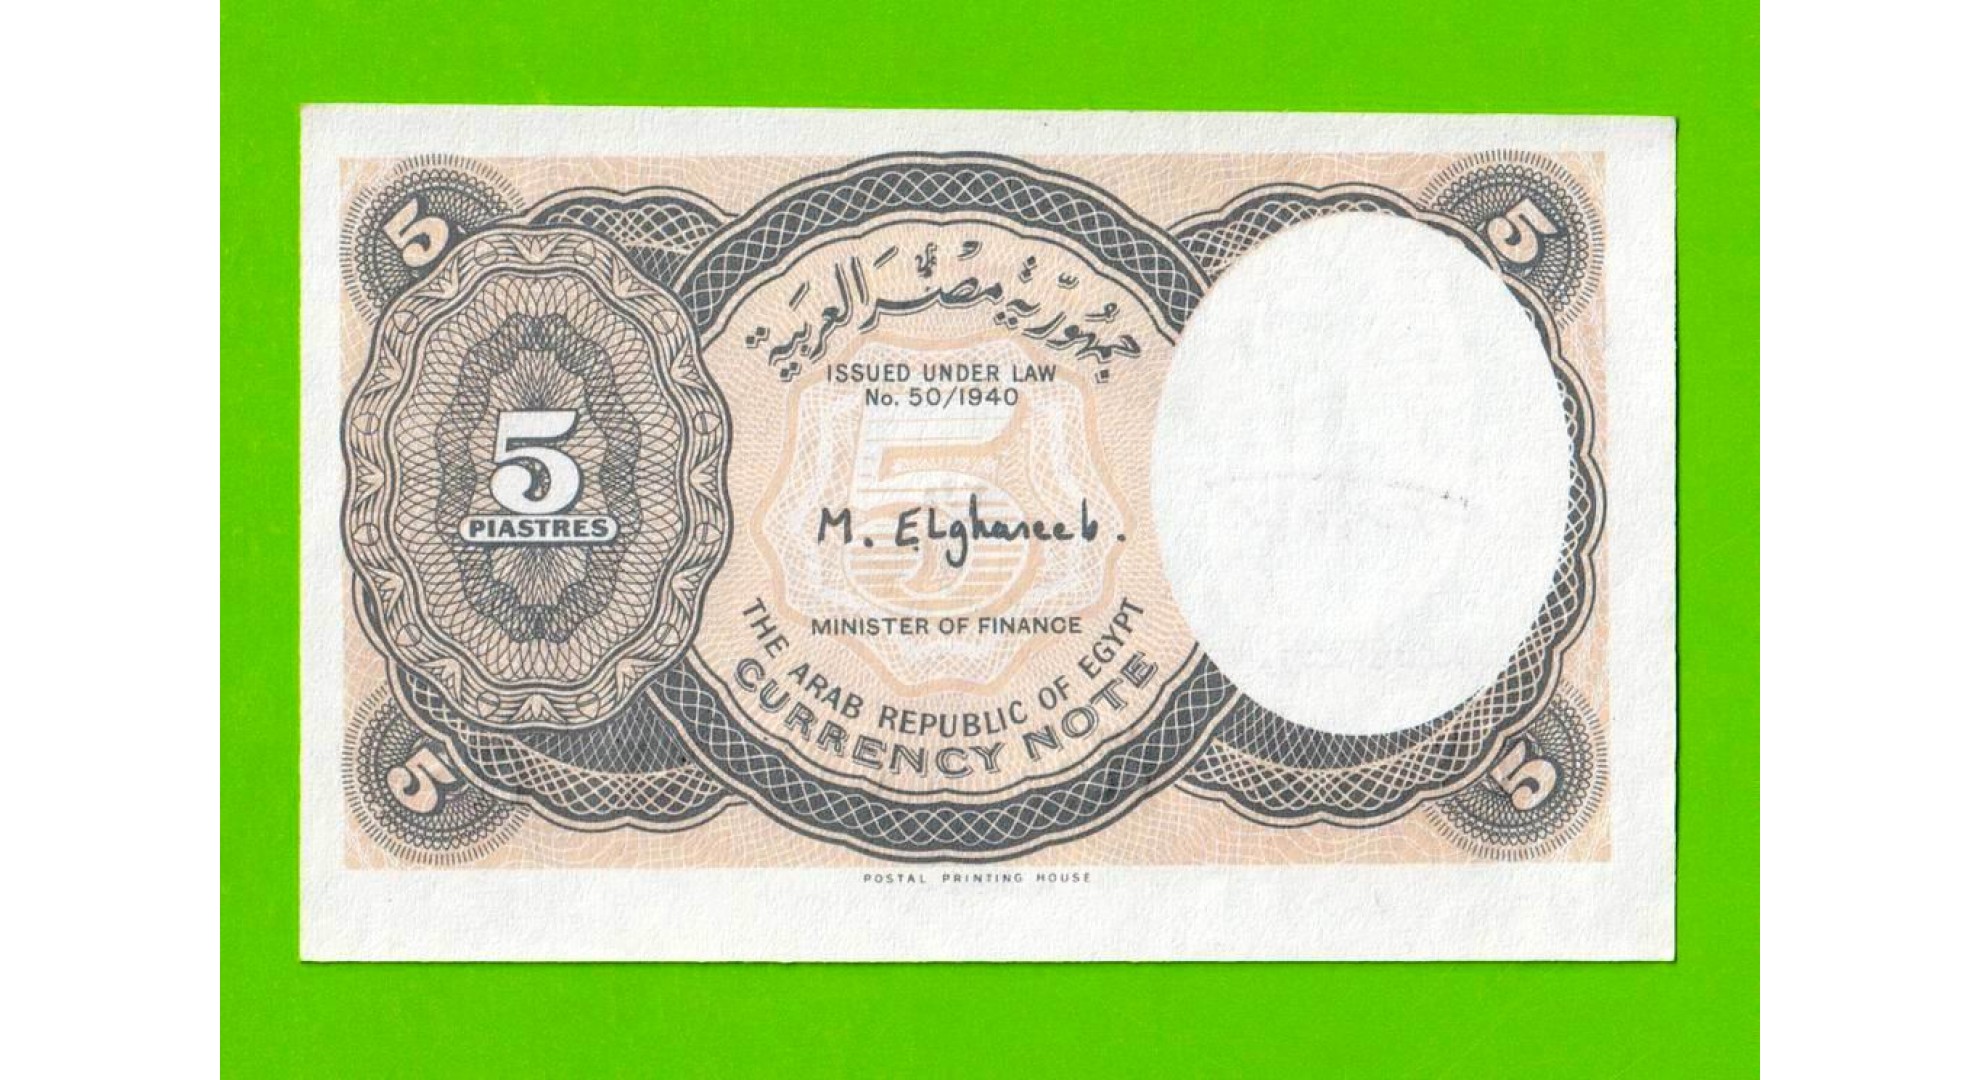 5
5
جمهورية مصر العربية
ISSUED UNDER LAW
No. 50/1940
5
5
PIASTRES
M. ELghareeb.
MINISTER OF FINANCE
THE ARAB REPUBLIC OF EGYPT
CURRENCY NOTE
5
5
POSTAL PRINTING HOUSE